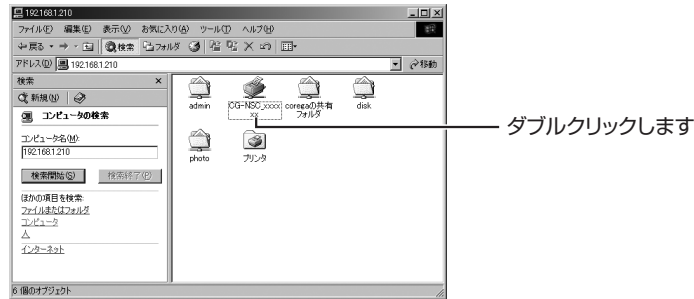 192.168.1.210
ファイル(F) 編集(E) 表示(V) お気に入り(A) ツール(T) ヘルプ(H)
戻る 検索 フォルダ
アドレス(D) 192.168.1.210 移動
検索 ×
新規(N)
コンピュータの検索
コンピュータ名(M):
192.168.1.210
検索開始(S) 検索終了(P)
ほかの項目を検索:
ファイルまたはフォルダ
コンピュータ
人
インターネット
admin
CG-NSC_xxxx
xx
coregaの共有
フォルダ
disk
photo
プリンタ
ダブルクリックします
6 個のオブジェクト